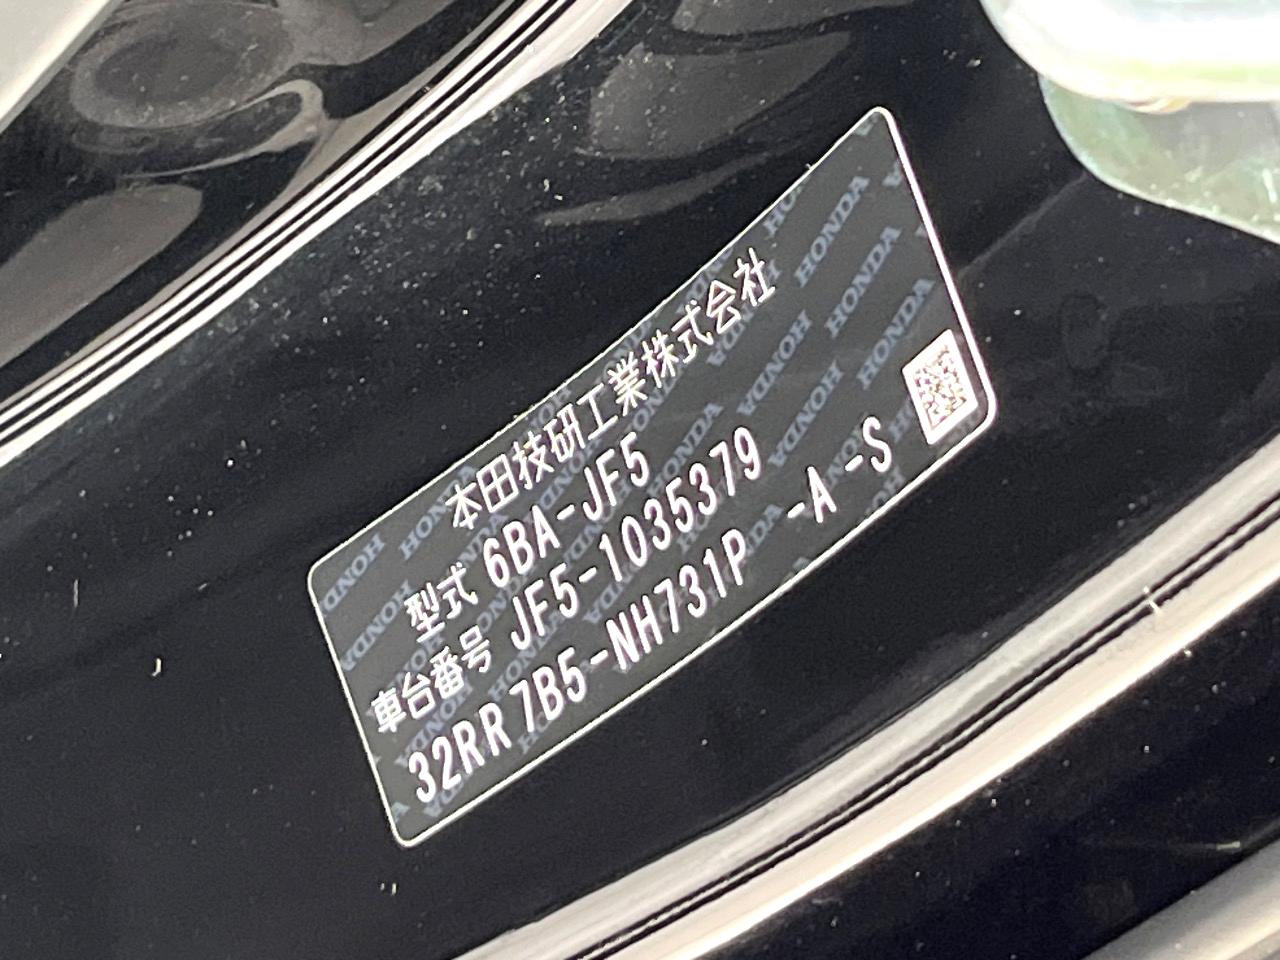 本田技研工業株式会社
型式 6BA-JF5
車台番号 JF5-1035379
32RR 7B5-NH731P -A -S